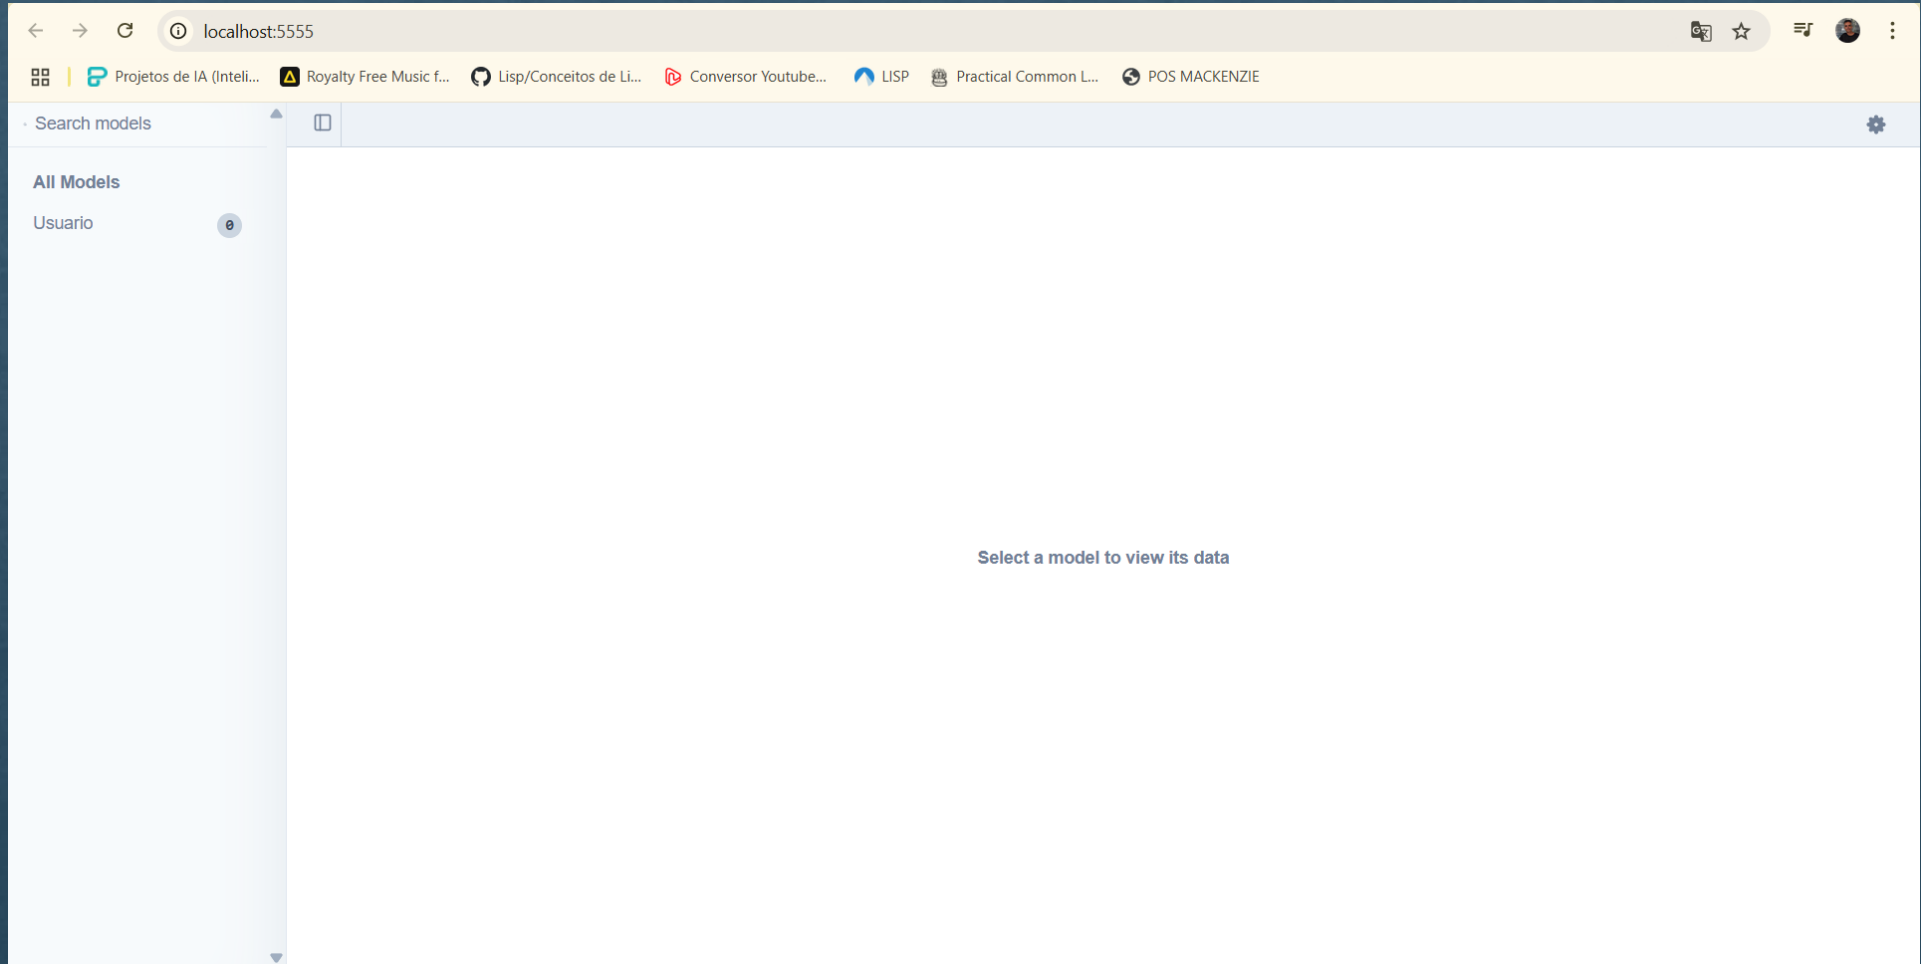 localhost:5555
Projetos de IA (Inteli... Royalty Free Music f... Lisp/Conceitos de Li... Conversor Youtube... LISP Practical Common L... POS MACKENZIE
Search models
All Models
Usuario 0
Select a model to view its data